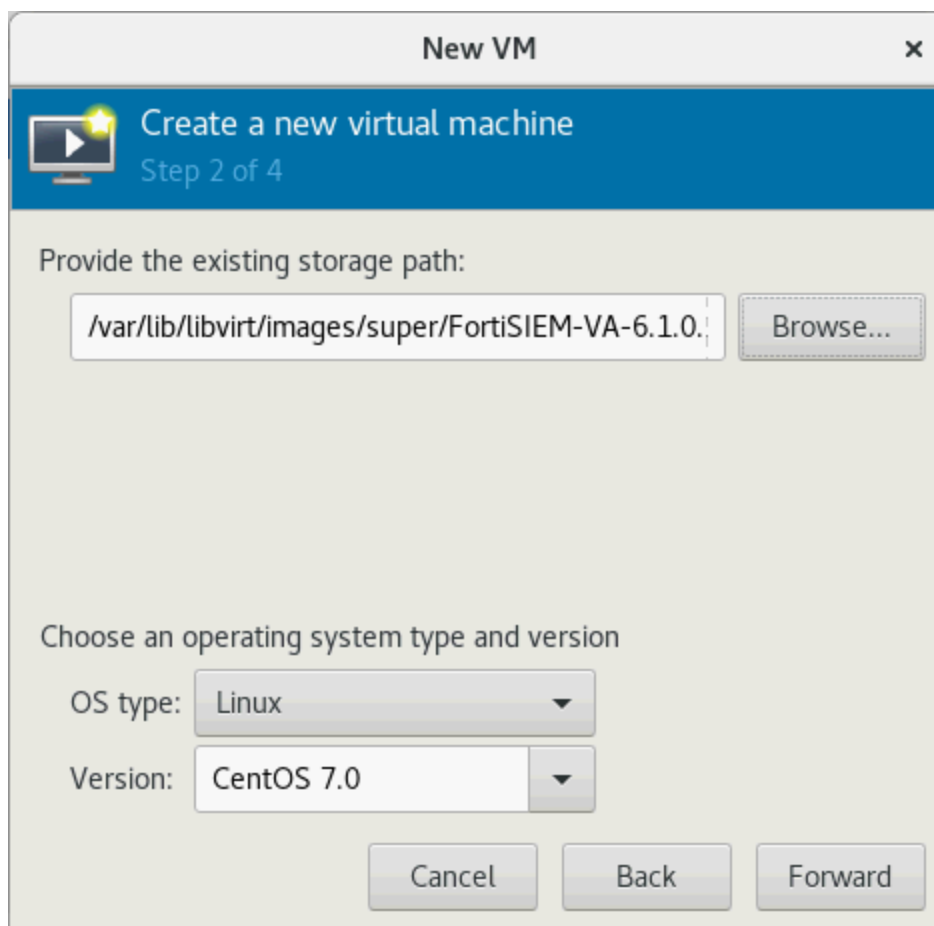 New VM
Create a new virtual machine
Step 2 of 4
Provide the existing storage path:
/var/lib/libvirt/images/super/FortiSIEM-VA-6.1.0. Browse...
Choose an operating system type and version
OS type: Linux
Version: CentOS 7.0
Cancel Back Forward